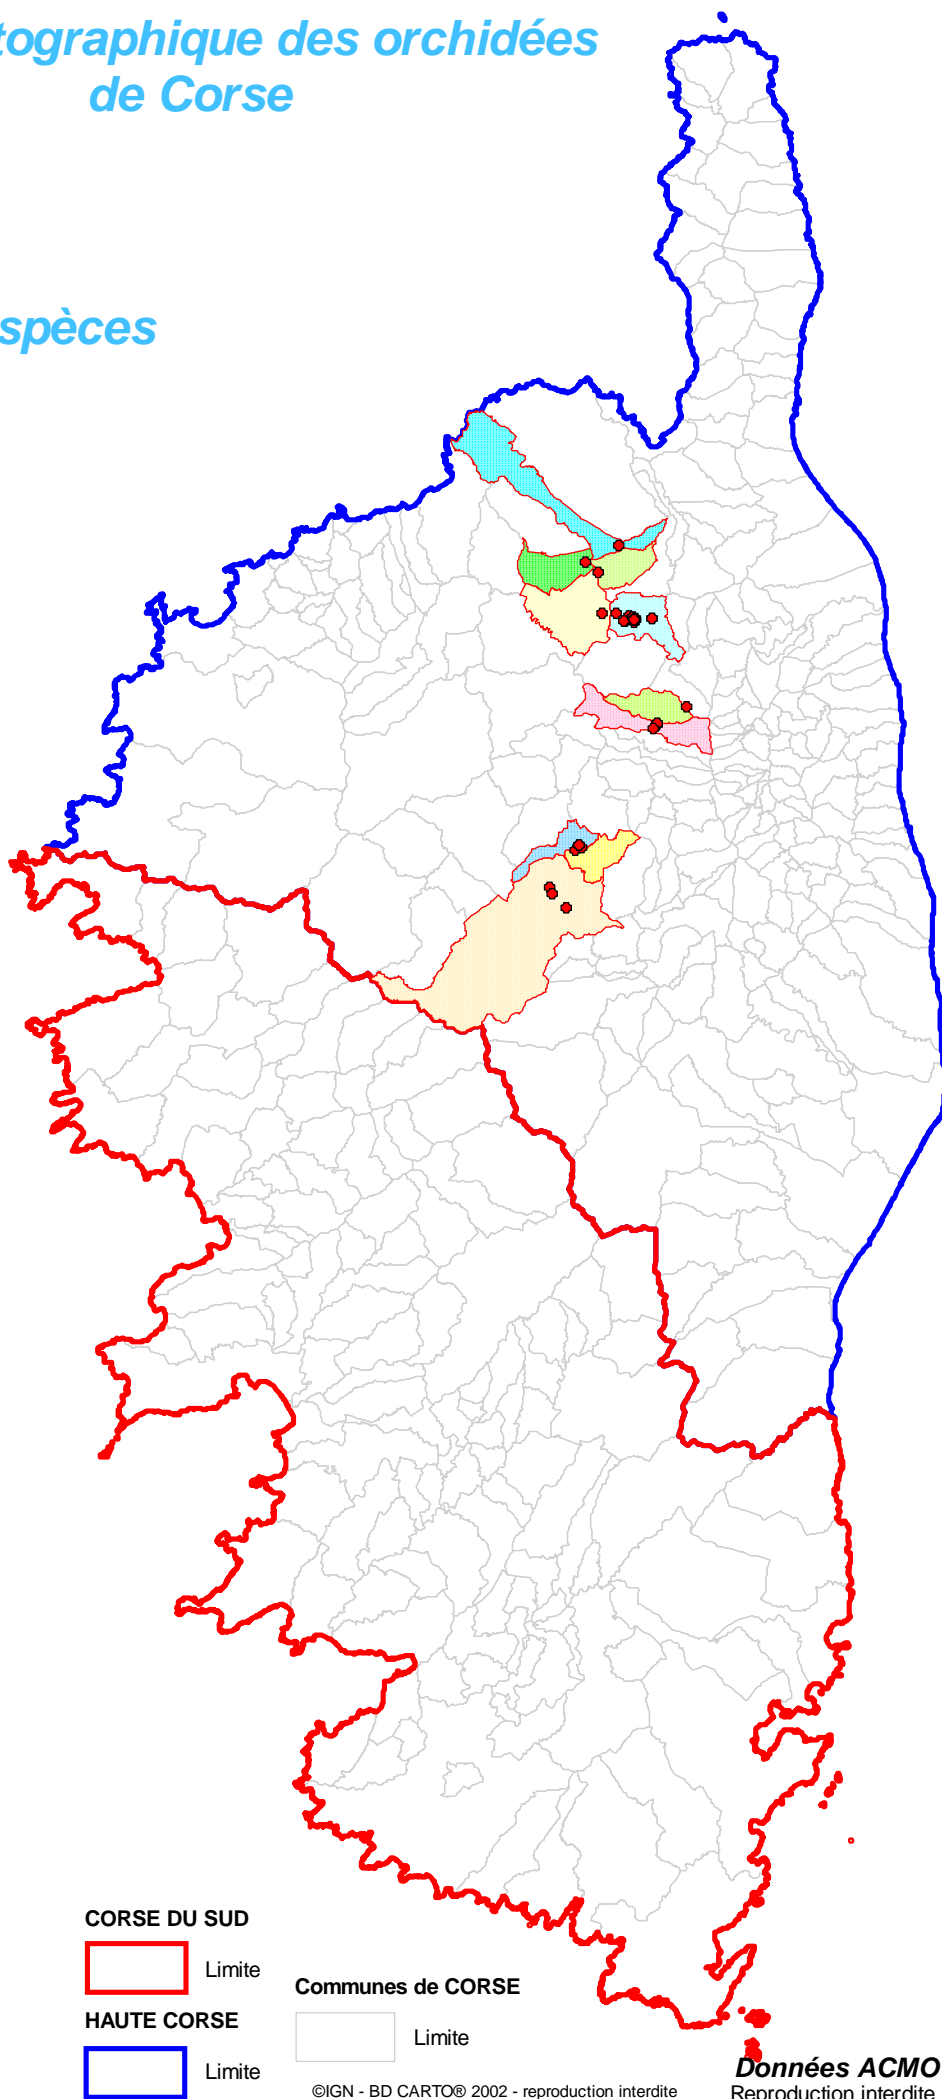 tographique des orchidées
de Corse
spèces
CORSE DU SUD
Limite
HAUTE CORSE
Limite
Communes de CORSE
Limite
©IGN - BD CARTO® 2002 - reproduction interdite
Données ACMO
Reproduction interdite